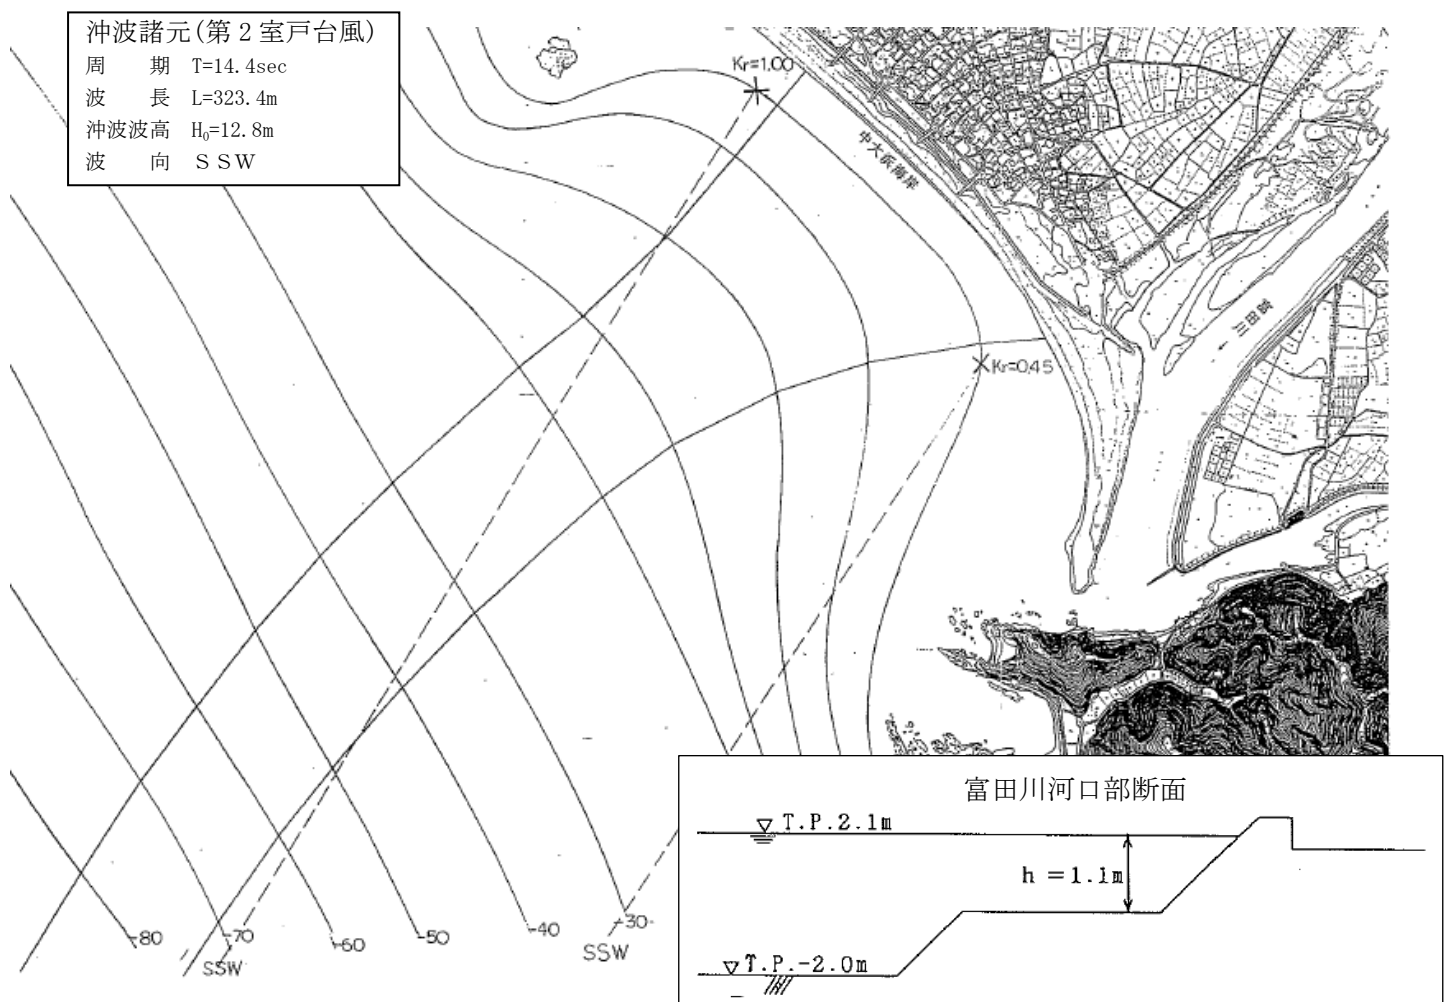 沖波諸元(第2室戸台風)
周　　期　T=14.4sec
波　　長　L=323.4m
沖波波高　H₀=12.8m
波　　向　ＳＳＷ
Kr=1.00
中大浜海岸
富田川
Kr=0.45
-80
-70
-60
-50
-40
-30
SSW
SSW
富田川河口部断面
T.P.2.1m
h =1.1m
T.P.-2.0m